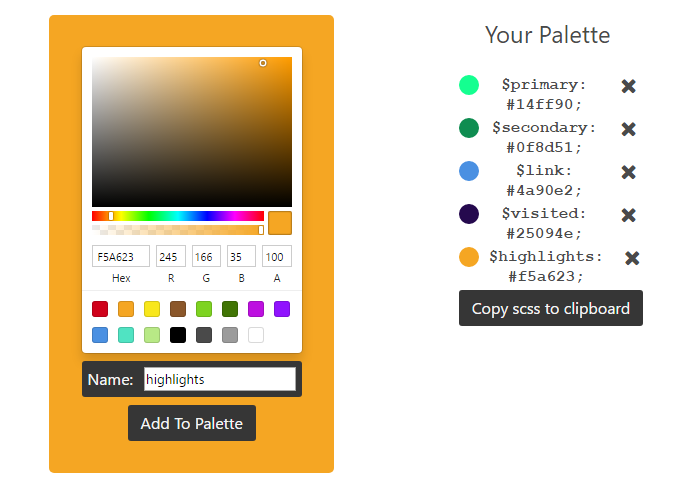 F5A623 245 166 35 100
Hex R G B A
Name: highlights
Add To Palette
Your Palette
$primary:
#14ff90;
$secondary:
#0f8d51;
$link:
#4a90e2;
$visited:
#25094e;
$highlights:
#f5a623;
Copy scss to clipboard